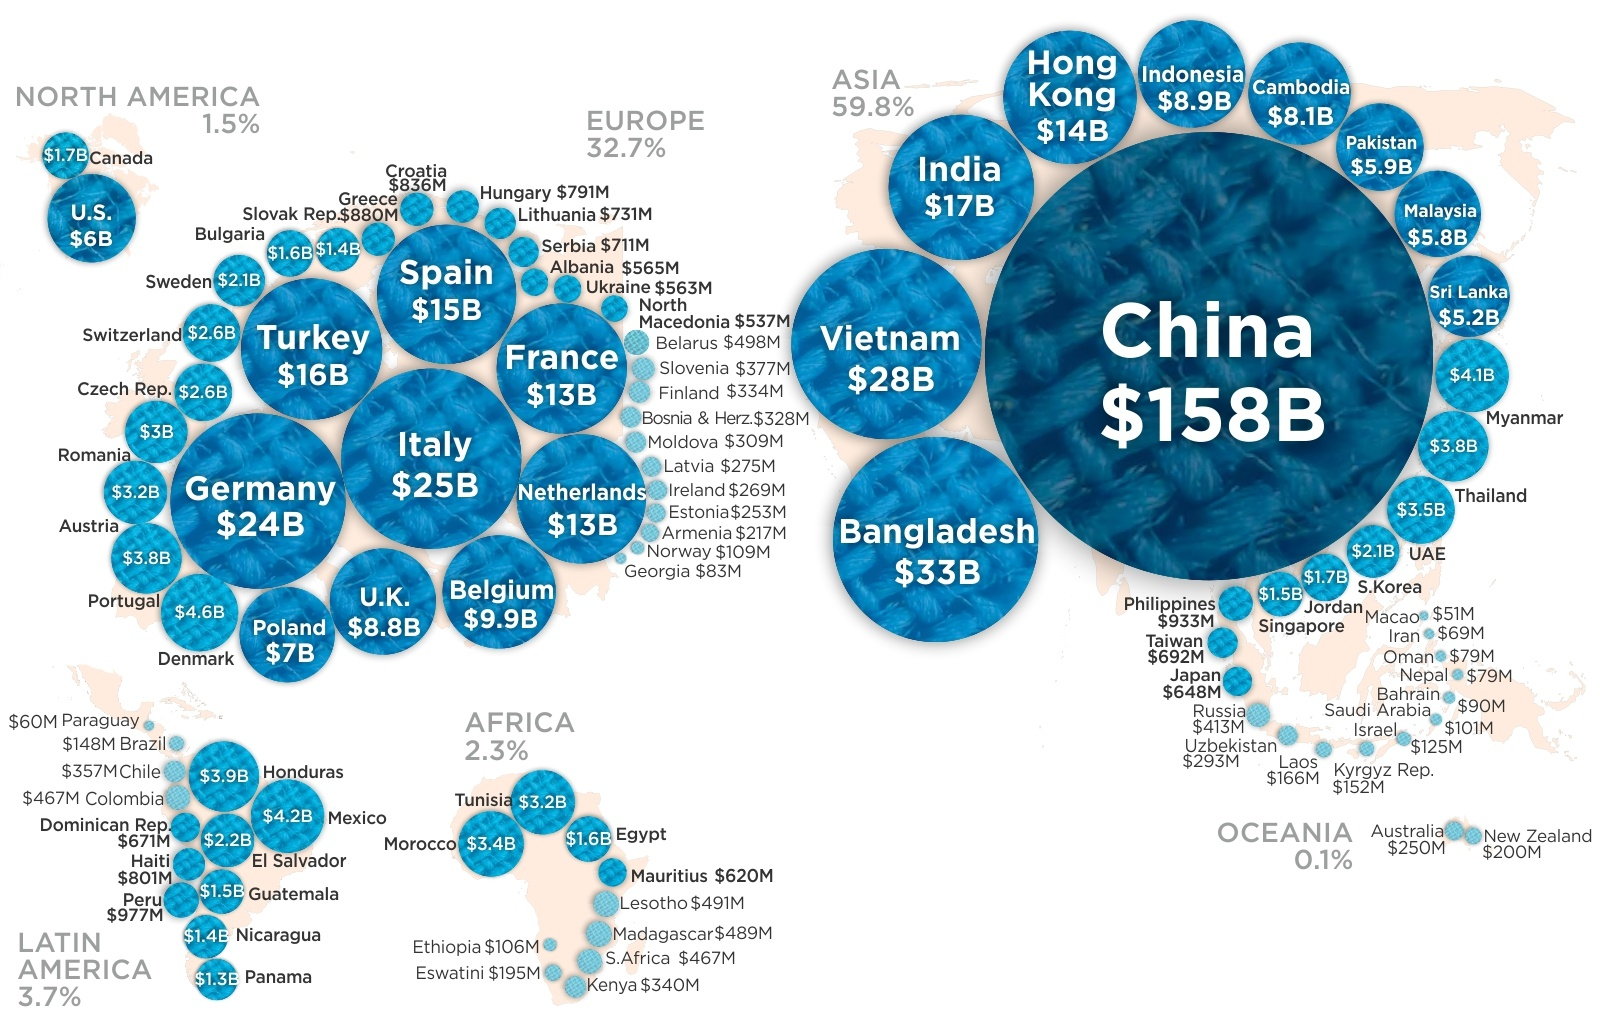 NORTH AMERICA
1.5%
$1.7B Canada
U.S.
$6B
EUROPE
32.7%
Croatia
$836M
Hungary $791M
Greece
$880M
Lithuania $731M
Slovak Rep.
$1.4B
Bulgaria
$1.6B
Serbia $711M
Albania $565M
Ukraine $563M
North
Macedonia $537M
Sweden $2.1B
Spain
$15B
Switzerland $2.6B
Turkey
$16B
France
$13B
Belarus $498M
Slovenia $377M
Finland $334M
Bosnia & Herz. $328M
Moldova $309M
Latvia $275M
Ireland $269M
Estonia $253M
Armenia $217M
Norway $109M
Georgia $83M
Czech Rep. $2.6B
$3B
Romania
Italy
$25B
Germany
$24B
Netherlands
$13B
$3.2B
Austria
$3.8B
Portugal
$4.6B
Denmark
Poland
$7B
U.K.
$8.8B
Belgium
$9.9B
ASIA
59.8%
Hong
Kong
$14B
Indonesia
$8.9B
Cambodia
$8.1B
Pakistan
$5.9B
India
$17B
Malaysia
$5.8B
Sri Lanka
$5.2B
Vietnam
$28B
China
$158B
$4.1B
Myanmar
$3.8B
Thailand
Bangladesh
$33B
$3.5B
UAE
$2.1B
S.Korea
$1.7B
Jordan
$1.5B
Singapore
Philippines
$933M
Taiwan
$692M
Japan
$648M
Macao $51M
Iran $69M
Oman $79M
Nepal $79M
Bahrain
$90M
Saudi Arabia
$101M
Israel
$125M
Russia
$413M
Uzbekistan
$293M
Laos
$166M
Kyrgyz Rep.
$152M
OCEANIA
0.1%
Australia
$250M
New Zealand
$200M
$60M Paraguay
$148M Brazil
$357M Chile
$467M Colombia
$3.9B Honduras
$4.2B Mexico
Dominican Rep.
$671M
$2.2B
El Salvador
Haiti
$801M
$1.5B Guatemala
Peru
$977M
$1.4B Nicaragua
$1.3B Panama
LATIN
AMERICA
3.7%
AFRICA
2.3%
Tunisia $3.2B
Morocco $3.4B
$1.6B Egypt
Mauritius $620M
Lesotho $491M
Madagascar $489M
S.Africa $467M
Kenya $340M
Ethiopia $106M
Eswatini $195M